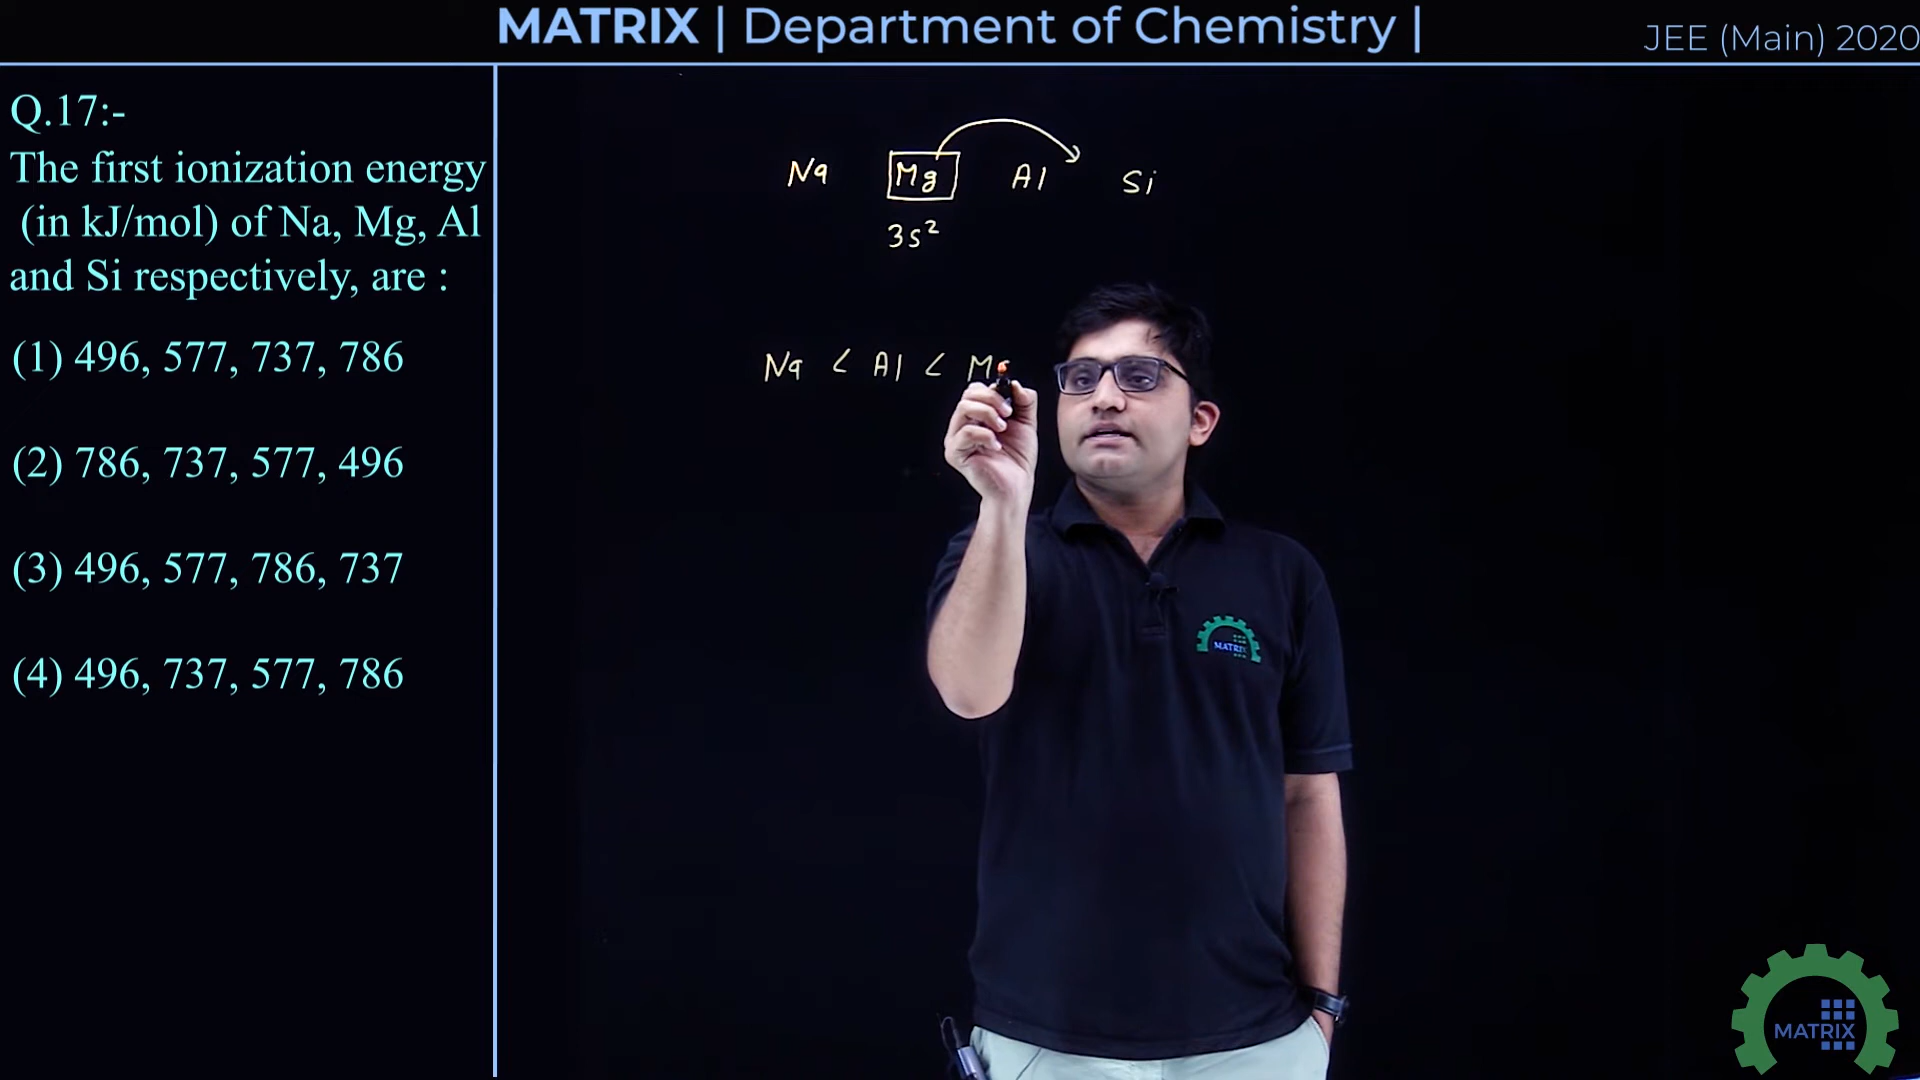 MATRIX | Department of Chemistry |
JEE (Main) 2020
Q.17:-
The first ionization energy
(in kJ/mol) of Na, Mg, Al
and Si respectively, are :
(1) 496, 577, 737, 786
(2) 786, 737, 577, 496
(3) 496, 577, 786, 737
(4) 496, 737, 577, 786
Na Mg Al Si
3s²
Na < Al < M
MATRIX
MATRIX